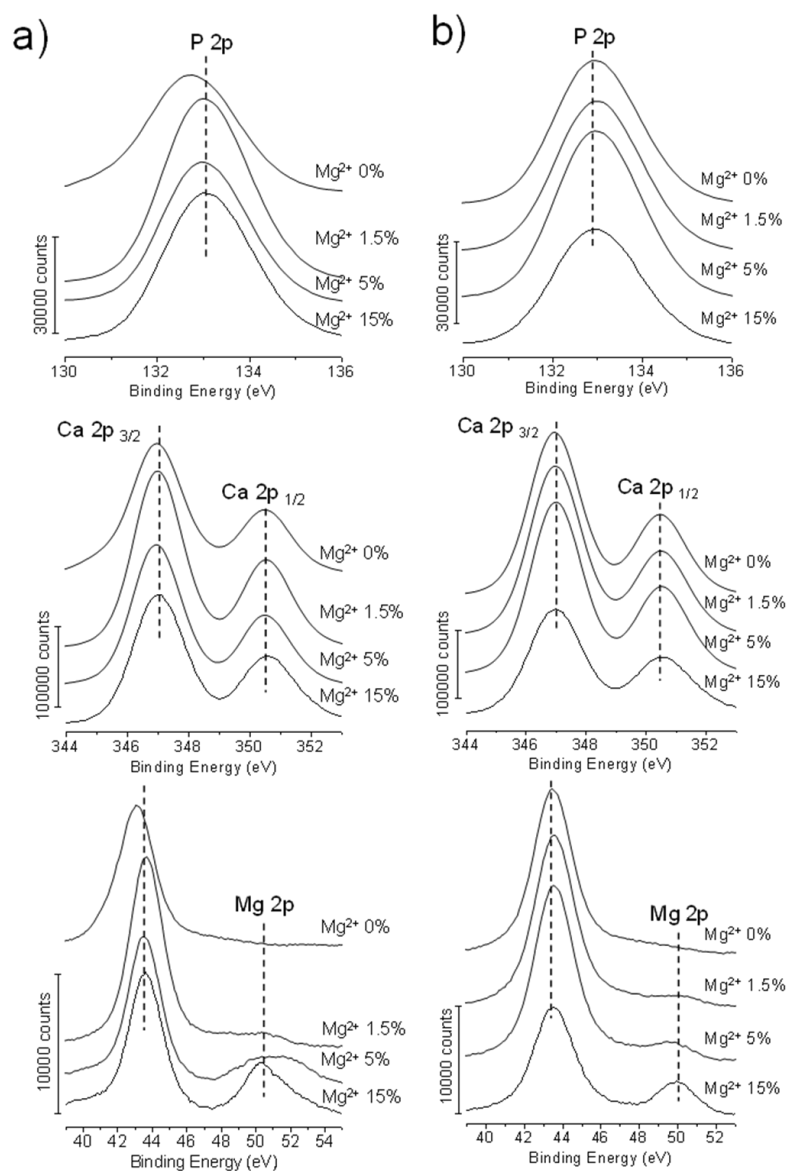 a)
P 2p
Mg²⁺ 0%
Mg²⁺ 1.5%
Mg²⁺ 5%
Mg²⁺ 15%
30000 counts
130 132 134 136
Binding Energy (eV)
b)
P 2p
Mg²⁺ 0%
Mg²⁺ 1.5%
Mg²⁺ 5%
Mg²⁺ 15%
30000 counts
130 132 134 136
Binding Energy (eV)
Ca 2p 3/2
Ca 2p 1/2
Mg²⁺ 0%
Mg²⁺ 1.5%
Mg²⁺ 5%
Mg²⁺ 15%
100000 counts
344 346 348 350 352
Binding Energy (eV)
Ca 2p 3/2
Ca 2p 1/2
Mg²⁺ 0%
Mg²⁺ 1.5%
Mg²⁺ 5%
Mg²⁺ 15%
100000 counts
344 346 348 350 352
Binding Energy (eV)
Mg 2p
Mg²⁺ 0%
Mg²⁺ 1.5%
Mg²⁺ 5%
Mg²⁺ 15%
10000 counts
40 42 44 46 48 50 52 54
Binding Energy (eV)
Mg 2p
Mg²⁺ 0%
Mg²⁺ 1.5%
Mg²⁺ 5%
Mg²⁺ 15%
10000 counts
40 42 44 46 48 50 52
Binding Energy (eV)